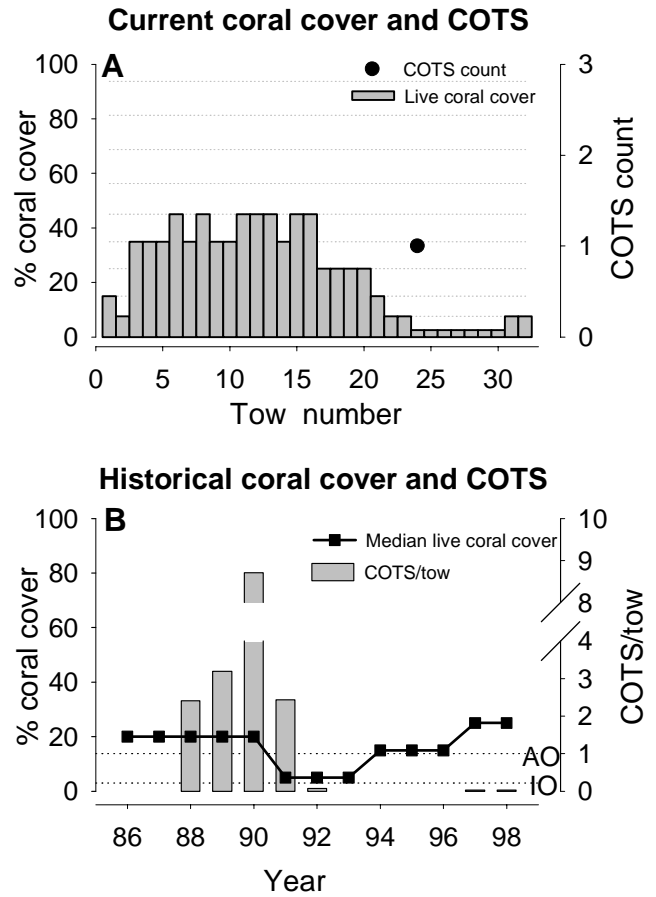 Current coral cover and COTS
A
COTS count
Live coral cover
100
80
60
40
20
0
% coral cover
3
2
1
0
COTS count
0 5 10 15 20 25 30
Tow number
Historical coral cover and COTS
B
Median live coral cover
COTS/tow
100
80
60
40
20
0
% coral cover
10
9
8
4
3
2
1
0
COTS/tow
AO
IO
86 88 90 92 94 96 98
Year